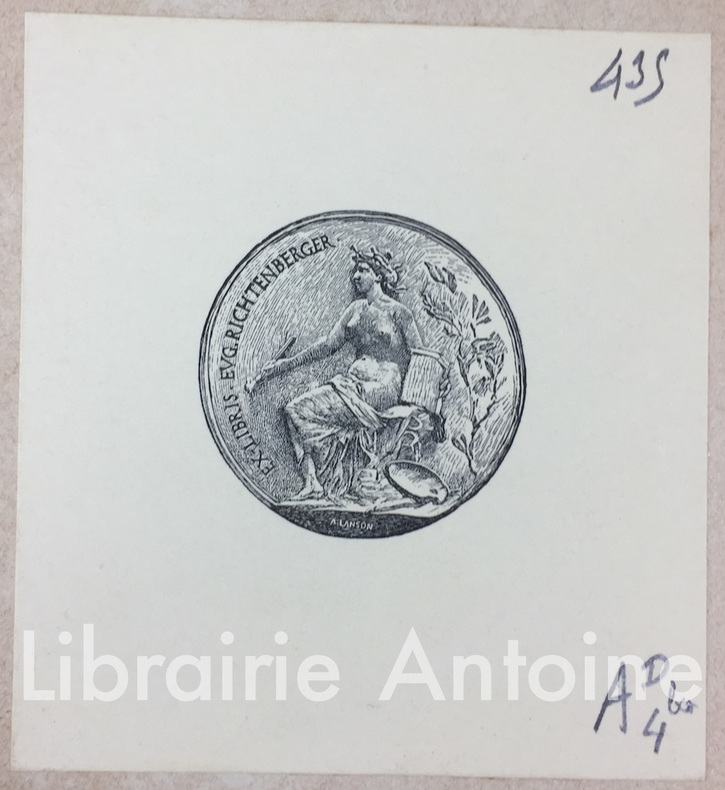 435
EX·LIBRIS·EVG.RICHTENBERGER
A·LANSON
Librairie Antoine
A D
4